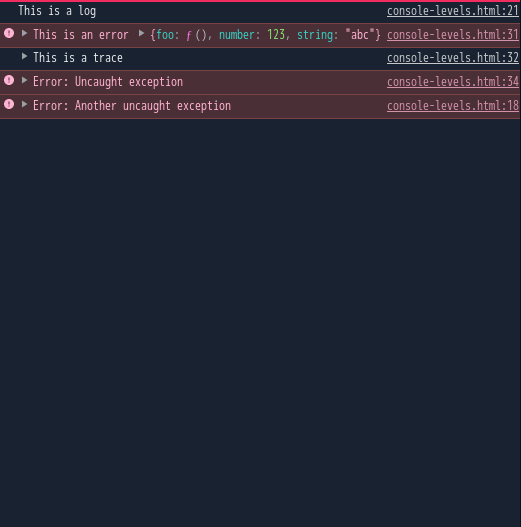 This is a log console-levels.html:21
This is an error {foo: ƒ (), number: 123, string: "abc"} console-levels.html:31
This is a trace console-levels.html:32
Error: Uncaught exception console-levels.html:34
Error: Another uncaught exception console-levels.html:18